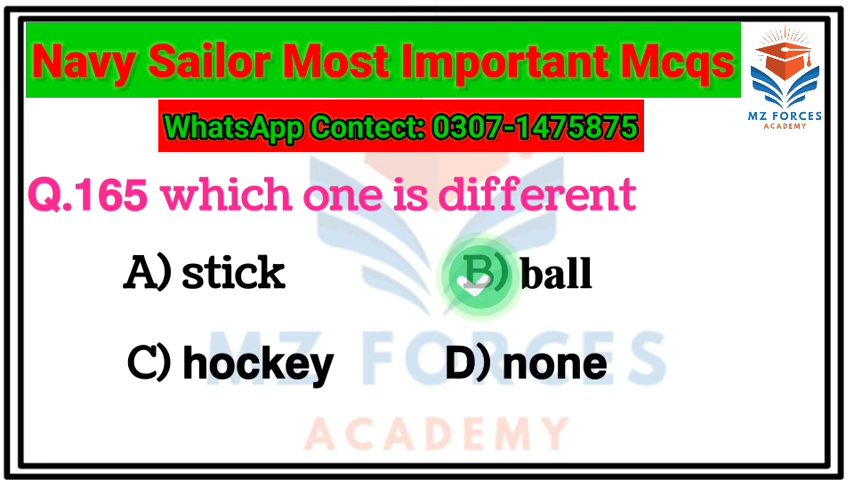 Navy Sailor Most Important Mcqs
MZ FORCES
ACADEMY
WhatsApp Contect: 0307-1475875
Q.165 which one is different
A) stick
B) ball
C) hockey
D) none
MZ FORCES
ACADEMY